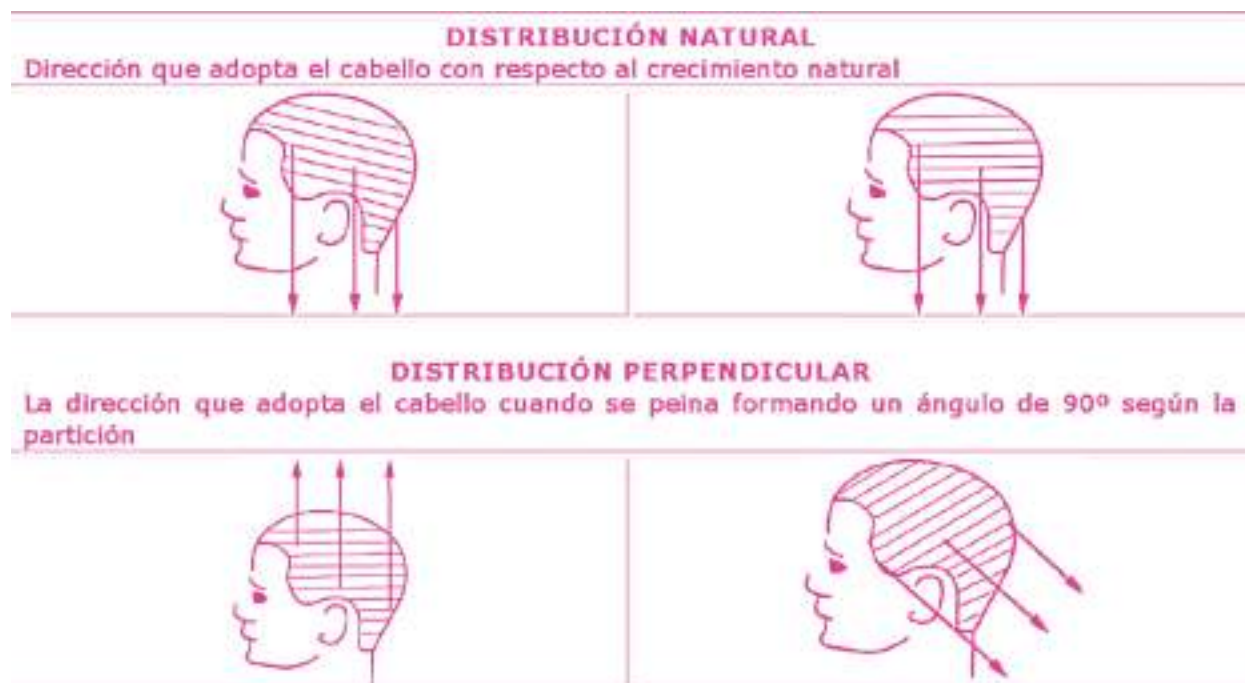 DISTRIBUCIÓN NATURAL
Dirección que adopta el cabello con respecto al crecimiento natural
DISTRIBUCIÓN PERPENDICULAR
La dirección que adopta el cabello cuando se peina formando un ángulo de 90º según la
partición